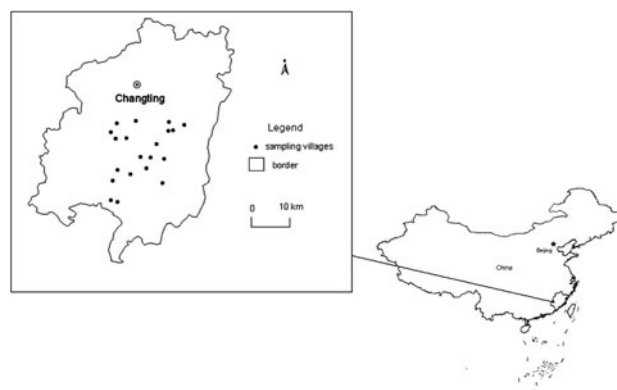 Changting
Legend
sampling villages
border
0 10 km
Beijing
China